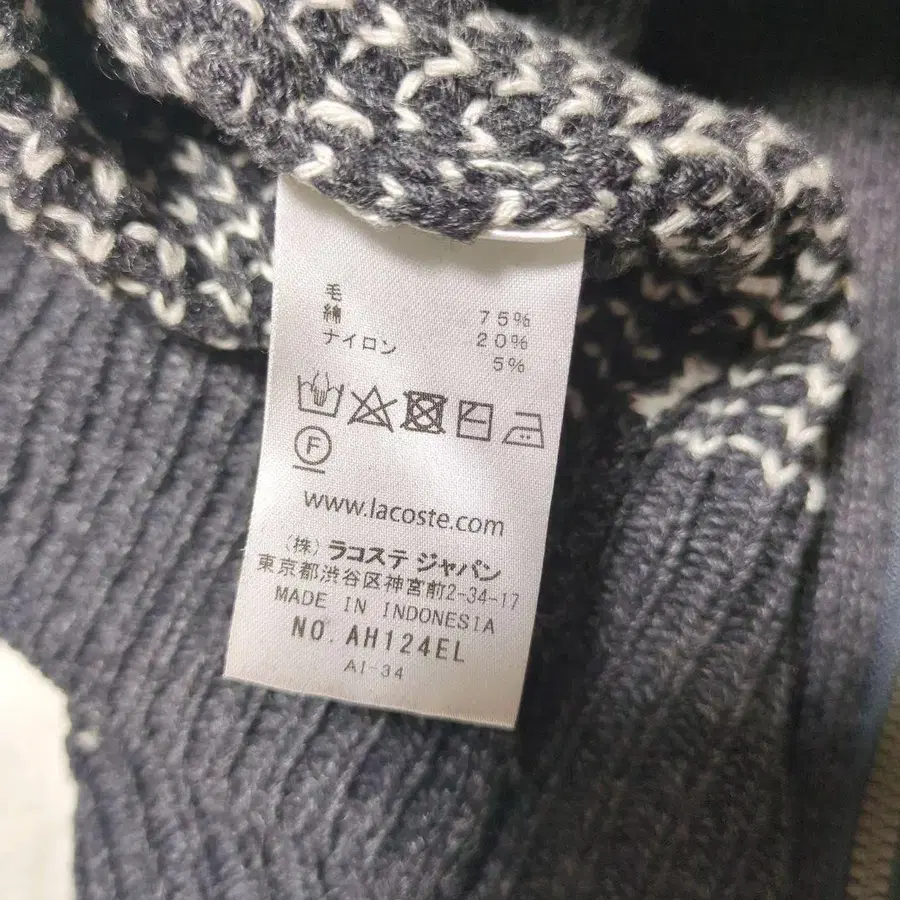 毛 75%
綿 20%
ナイロン 5%
F
www.lacoste.com
(株) ラコステ ジャパン
東京都渋谷区神宮前2-34-17
MADE IN INDONESIA
NO. AH124EL
AI-34